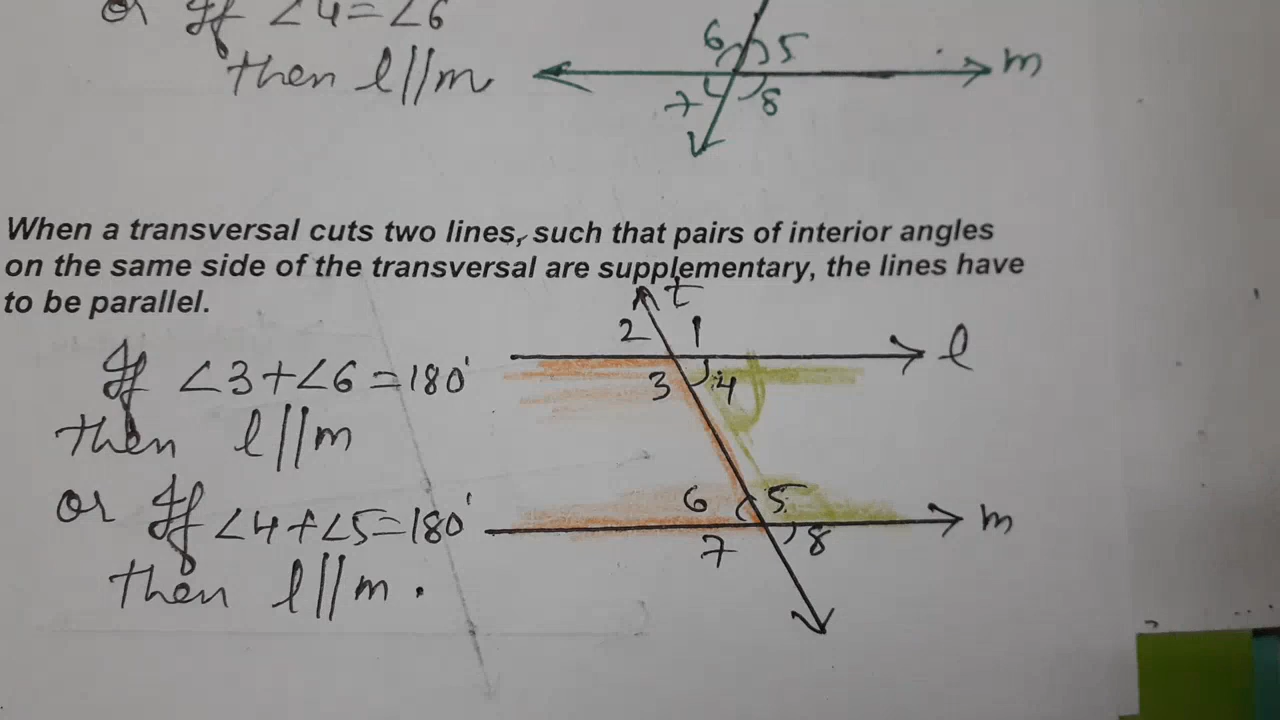 or If ∠4=∠6
then l//m
6 5
m
7 8
When a transversal cuts two lines, such that pairs of interior angles
on the same side of the transversal are supplementary, the lines have
to be parallel.
t
2 1
l
If ∠3+∠6=180°
3 4
then l//m
6 5
or If ∠4+∠5=180°
m
7 8
then l//m.